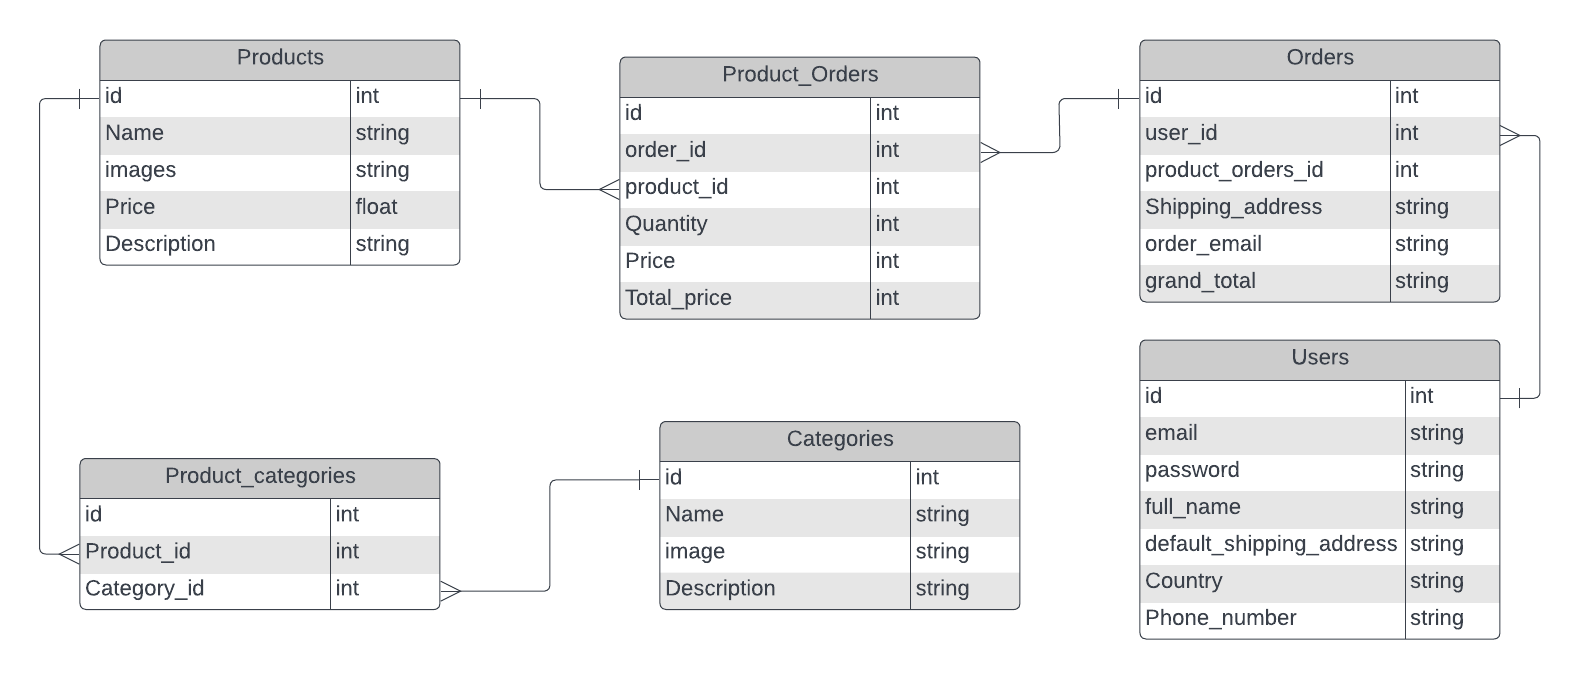 Products
id int
Name string
images string
Price float
Description string
Product_Orders
id int
order_id int
product_id int
Quantity int
Price int
Total_price int
Orders
id int
user_id int
product_orders_id int
Shipping_address string
order_email string
grand_total string
Users
id int
email string
password string
full_name string
default_shipping_address string
Country string
Phone_number string
Product_categories
id int
Product_id int
Category_id int
Categories
id int
Name string
image string
Description string